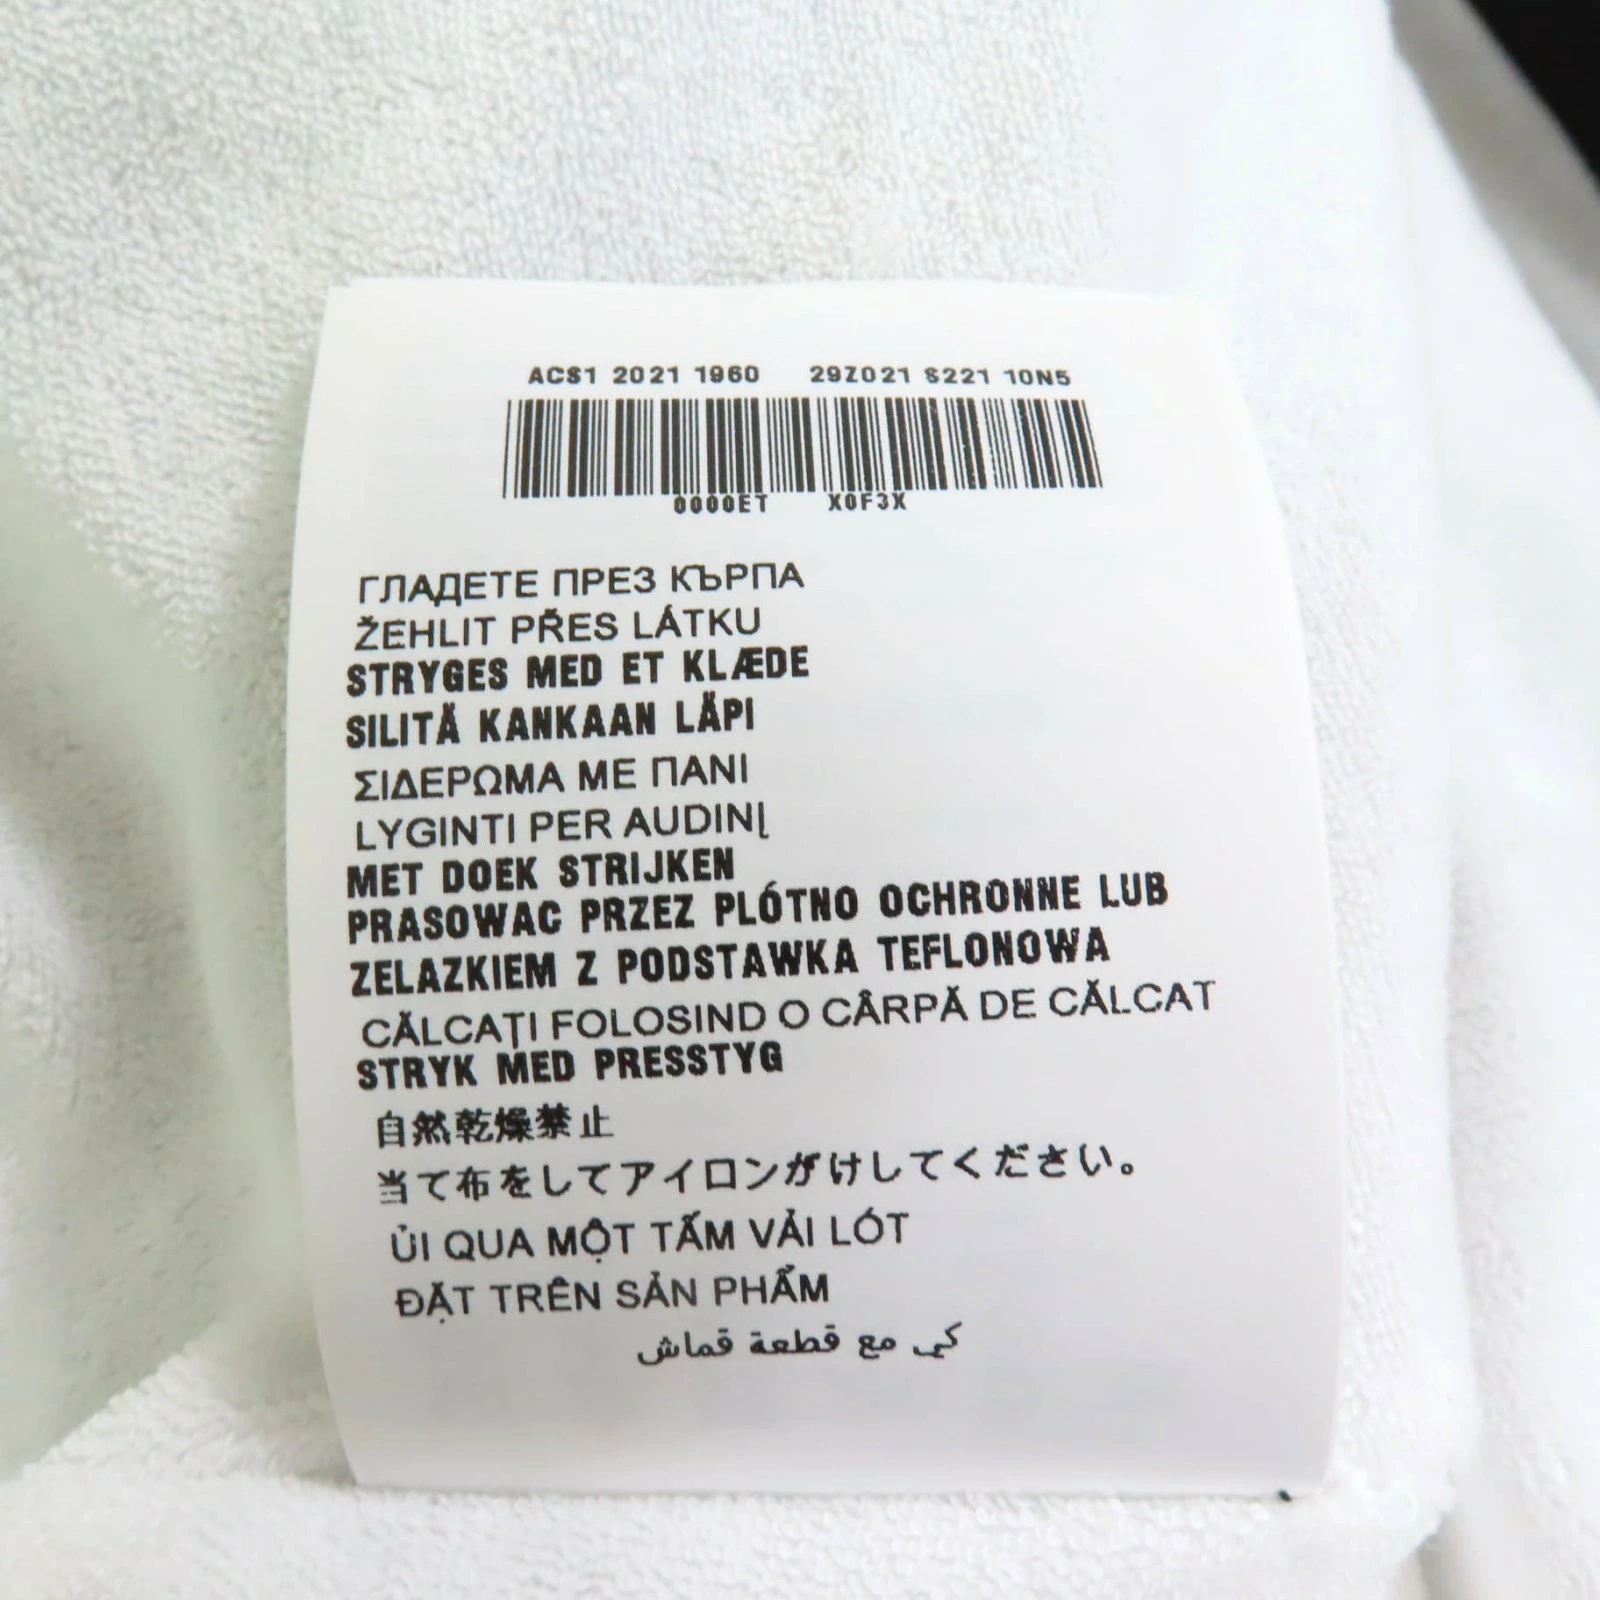 ACS1 2021 1960 29Z021 S221 10N5
0000ET X0F3X
ГЛАДЕТЕ ПРЕЗ КЪРПА
ŽEHLIT PŘES LÁTKU
STRYGES MED ET KLÆDE
SILITÄ KANKAAN LÄPI
ΣΙΔΕΡΩΜΑ ΜΕ ΠΑΝΙ
LYGINTI PER AUDINĮ
MET DOEK STRIJKEN
PRASOWAC PRZEZ PLÓTNO OCHRONNE LUB
ZELAZKIEM Z PODSTAWKA TEFLONOWA
CĂLCAȚI FOLOSIND O CÂRPĂ DE CĂLCAT
STRYK MED PRESSTYG
自然乾燥禁止
当て布をしてアイロンがけしてください。
ỦI QUA MỘT TẤM VẢI LÓT
ĐẶT TRÊN SẢN PHẨM
كي مع قطعة قماش